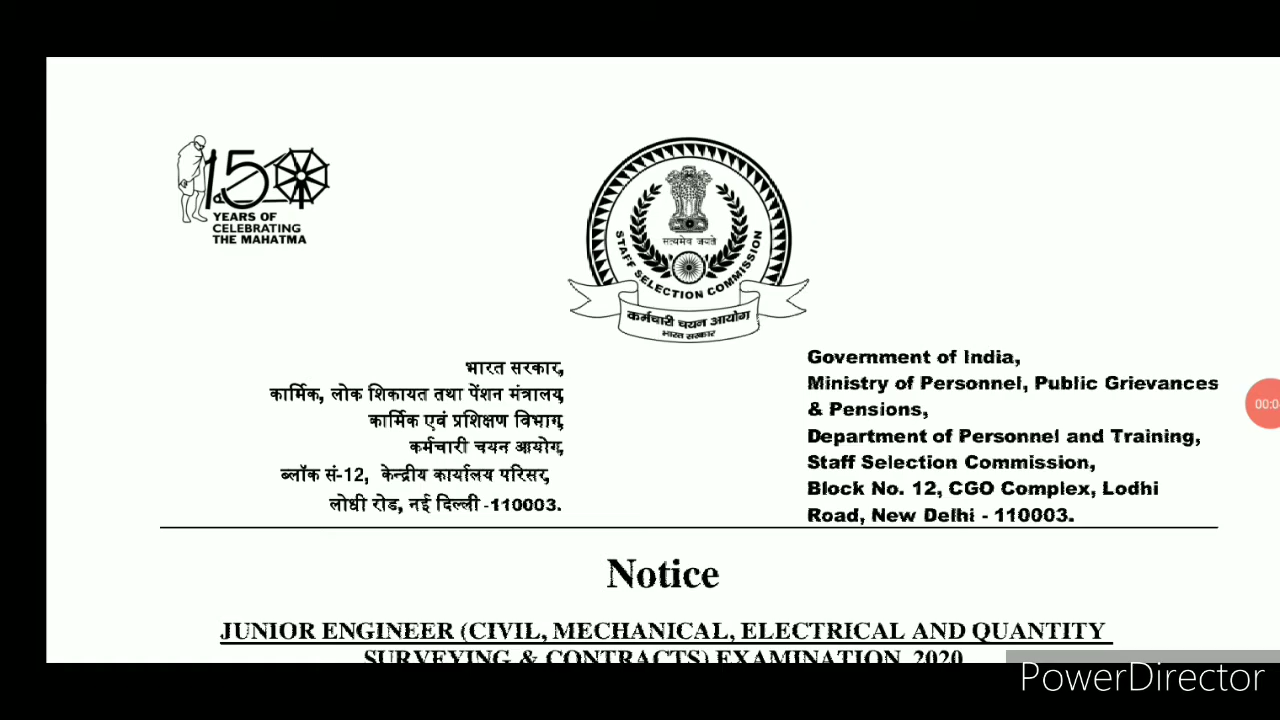 150
YEARS OF
CELEBRATING
THE MAHATMA
सत्यमेव जयते
STAFF SELECTION COMMISSION
कर्मचारी चयन आयोग
भारत सरकार
भारत सरकार,
कार्मिक, लोक शिकायत तथा पेंशन मंत्रालय,
कार्मिक एवं प्रशिक्षण विभाग,
कर्मचारी चयन आयोग,
ब्लॉक सं-12, केन्द्रीय कार्यालय परिसर,
लोधी रोड, नई दिल्ली -110003.
Government of India,
Ministry of Personnel, Public Grievances
& Pensions,
Department of Personnel and Training,
Staff Selection Commission,
Block No. 12, CGO Complex, Lodhi
Road, New Delhi - 110003.
Notice
JUNIOR ENGINEER (CIVIL, MECHANICAL, ELECTRICAL AND QUANTITY
SURVEYING & CONTRACTS) EXAMINATION, 2020
PowerDirector